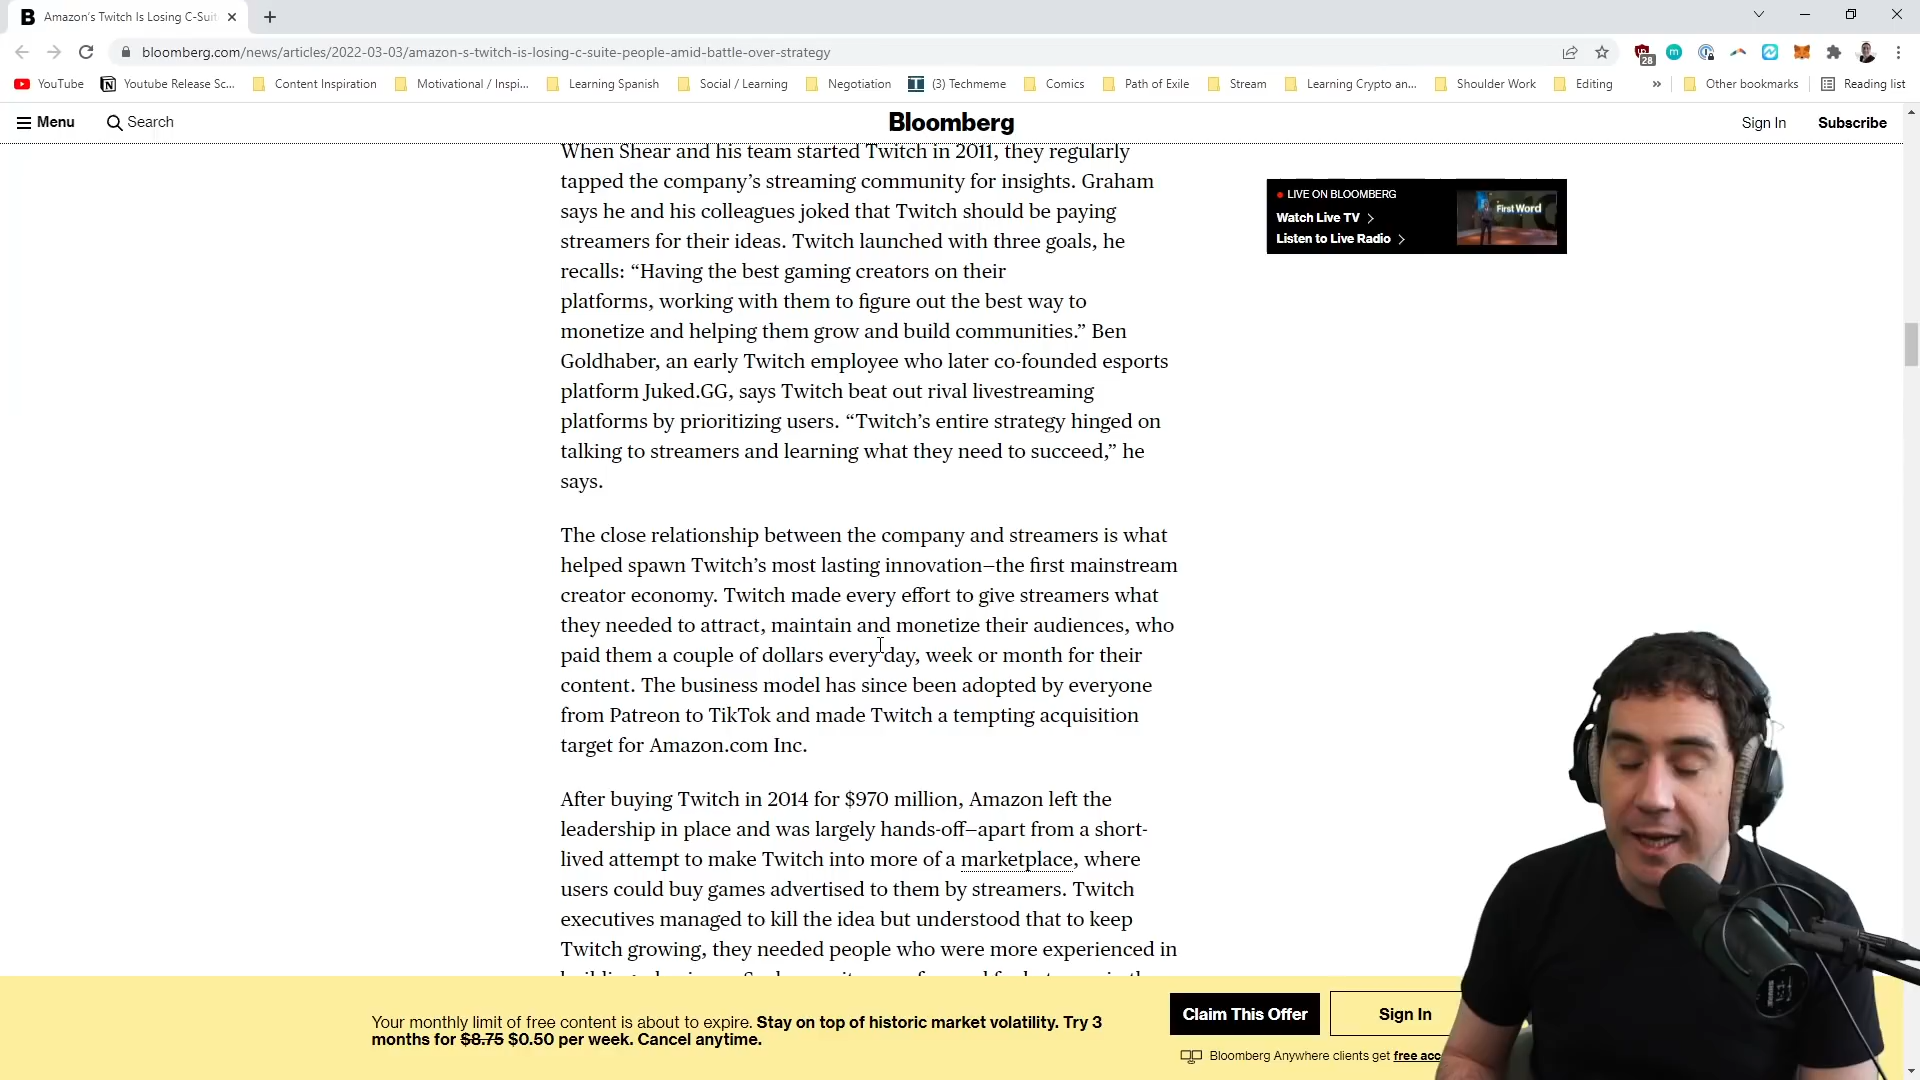 Amazon's Twitch Is Losing C-Suit
bloomberg.com/news/articles/2022-03-03/amazon-s-twitch-is-losing-c-suite-people-amid-battle-over-strategy
28
YouTube
Youtube Release Sc...
Content Inspiration
Motivational / Inspi...
Learning Spanish
Social / Learning
Negotiation
(3) Techmeme
Comics
Path of Exile
Stream
Learning Crypto an...
Shoulder Work
Editing
Other bookmarks
Reading list
Menu
Search
Bloomberg
Sign In
Subscribe
When Shear and his team started Twitch in 2011, they regularly
tapped the company's streaming community for insights. Graham
says he and his colleagues joked that Twitch should be paying
streamers for their ideas. Twitch launched with three goals, he
recalls: “Having the best gaming creators on their
platforms, working with them to figure out the best way to
monetize and helping them grow and build communities.” Ben
Goldhaber, an early Twitch employee who later co-founded esports
platform Juked.GG, says Twitch beat out rival livestreaming
platforms by prioritizing users. “Twitch's entire strategy hinged on
talking to streamers and learning what they need to succeed,” he
says.
The close relationship between the company and streamers is what
helped spawn Twitch's most lasting innovation—the first mainstream
creator economy. Twitch made every effort to give streamers what
they needed to attract, maintain and monetize their audiences, who
paid them a couple of dollars every day, week or month for their
content. The business model has since been adopted by everyone
from Patreon to TikTok and made Twitch a tempting acquisition
target for Amazon.com Inc.
After buying Twitch in 2014 for $970 million, Amazon left the
leadership in place and was largely hands-off—apart from a short-
lived attempt to make Twitch into more of a marketplace, where
users could buy games advertised to them by streamers. Twitch
executives managed to kill the idea but understood that to keep
Twitch growing, they needed people who were more experienced in
LIVE ON BLOOMBERG
Watch Live TV
Listen to Live Radio
First Word
Your monthly limit of free content is about to expire. Stay on top of historic market volatility. Try 3
months for $8.75 $0.50 per week. Cancel anytime.
Claim This Offer
Sign In
Bloomberg Anywhere clients get free acc